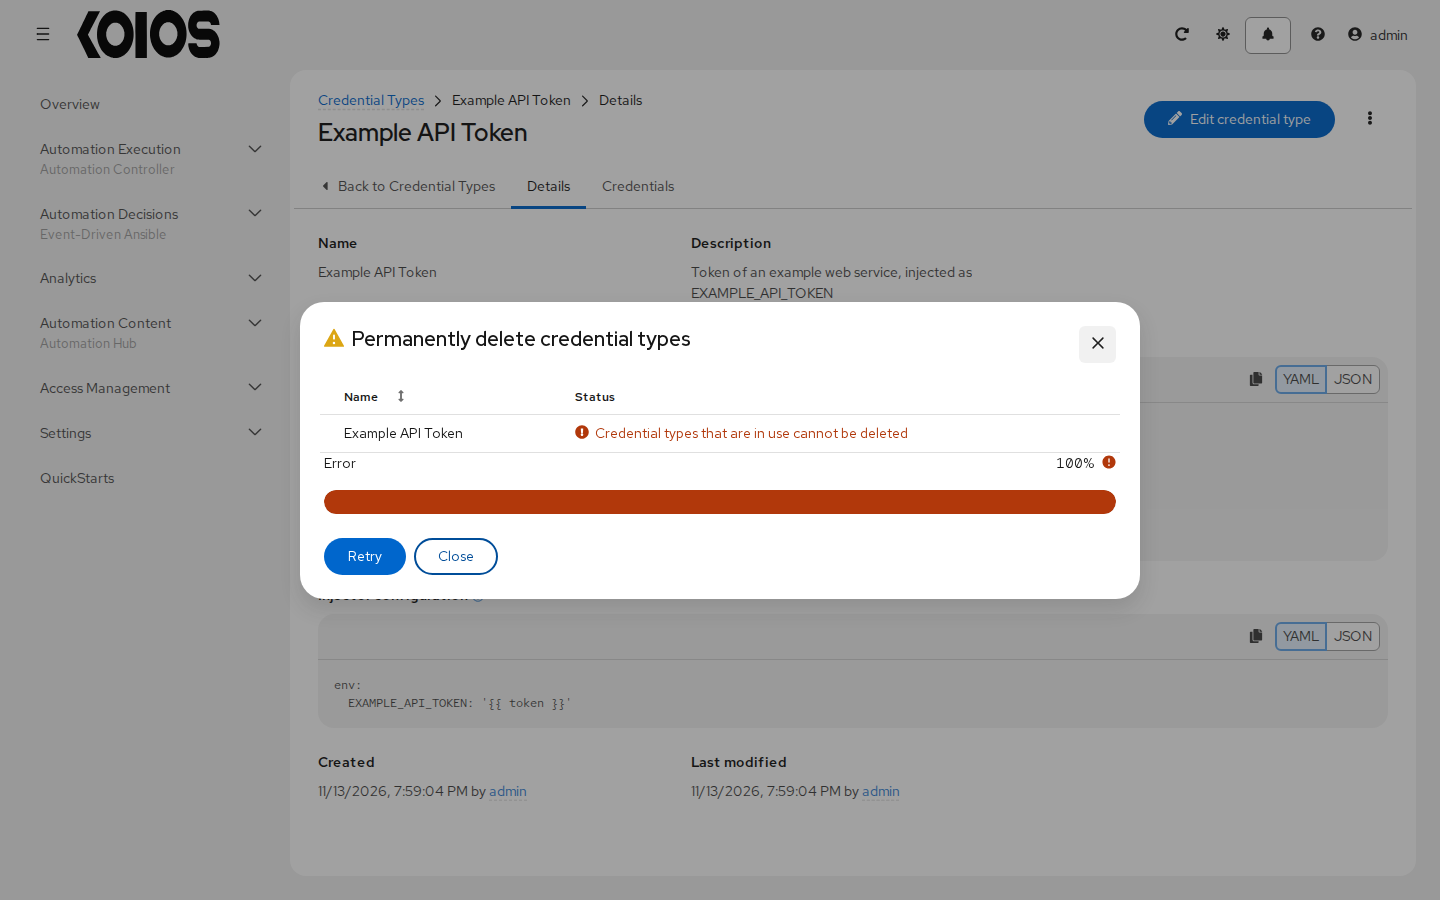 KOIOS
admin
Overview
Automation Execution
Automation Controller
Automation Decisions
Event-Driven Ansible
Analytics
Automation Content
Automation Hub
Access Management
Settings
QuickStarts
Credential Types
Example API Token
Details
Example API Token
Edit credential type
Back to Credential Types
Details
Credentials
Name
Example API Token
Description
Token of an example web service, injected as
EXAMPLE_API_TOKEN
YAML
JSON
Permanently delete credential types
Name
Status
Example API Token
Credential types that are in use cannot be deleted
Error
100%
Retry
Close
YAML
JSON
env:
EXAMPLE_API_TOKEN: '{{ token }}'
Created
11/13/2026, 7:59:04 PM by admin
Last modified
11/13/2026, 7:59:04 PM by admin